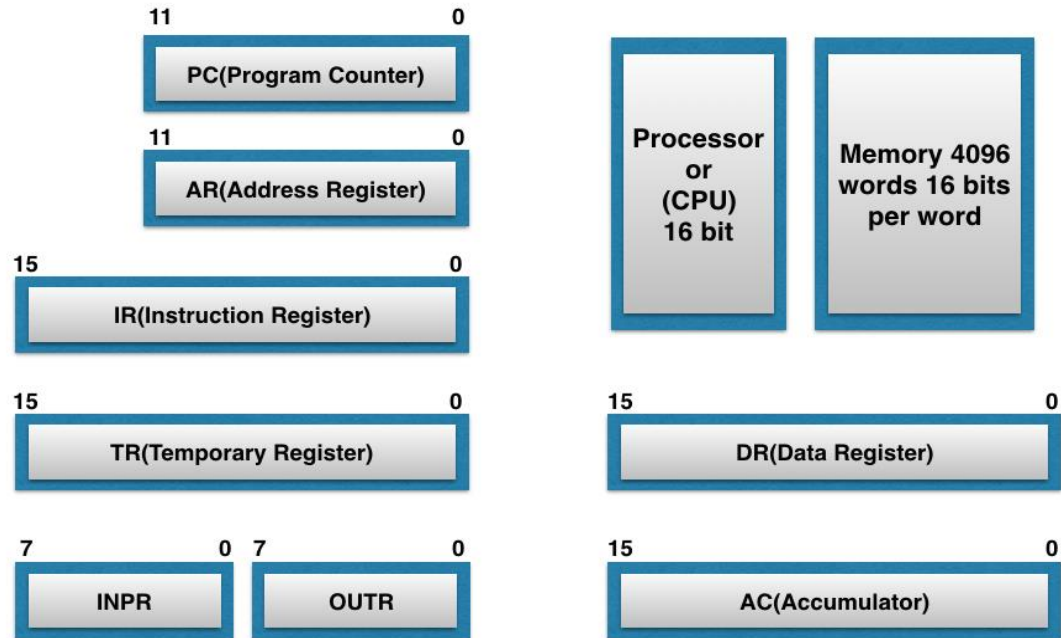 11 0
PC(Program Counter)
11 0
AR(Address Register)
15 0
IR(Instruction Register)
15 0
TR(Temporary Register)
7 0 7 0
INPR OUTR
Processor
or
(CPU)
16 bit
Memory 4096
words 16 bits
per word
15 0
DR(Data Register)
15 0
AC(Accumulator)